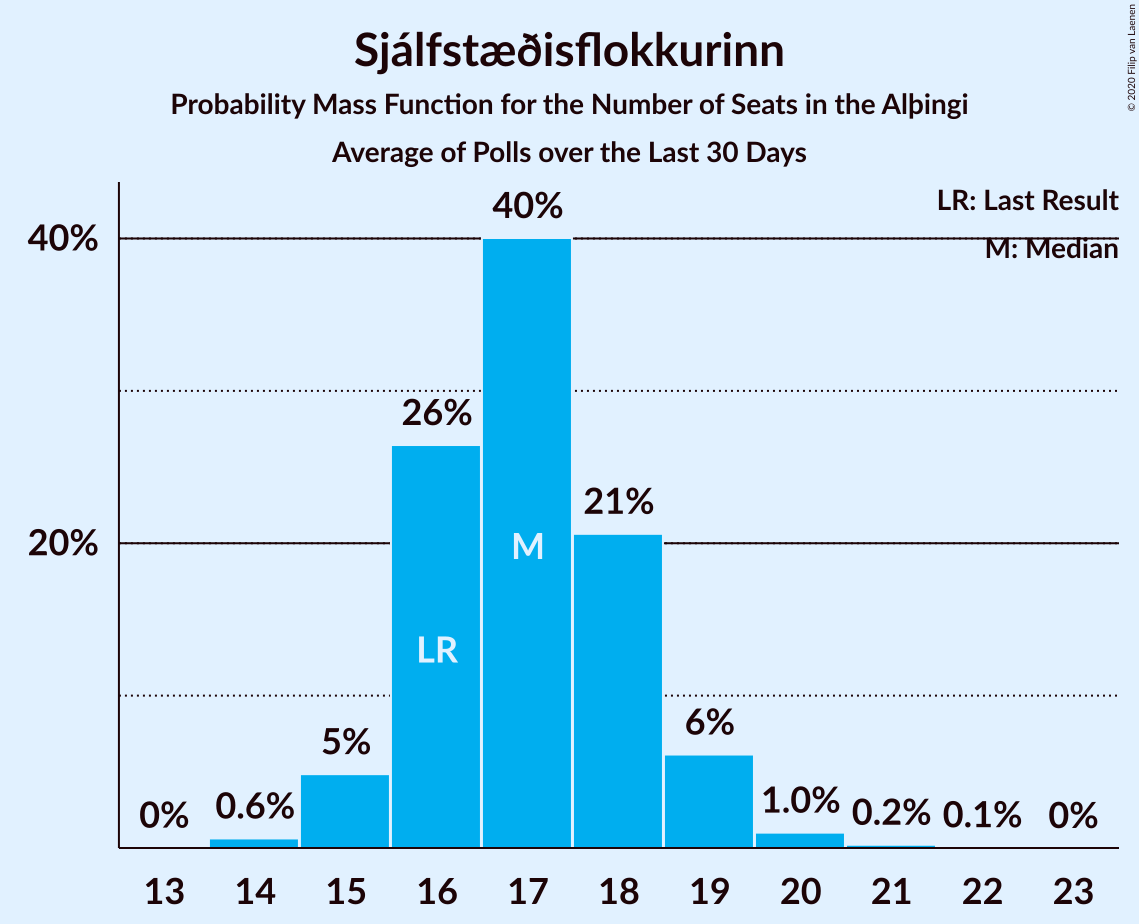 Sjálfstæðisflokkurinn
Probability Mass Function for the Number of Seats in the Alþingi
Average of Polls over the Last 30 Days
© 2020 Filip van Laenen
LR: Last Result
M: Median
40%
20%
0%
0.6%
5%
26%
40%
21%
6%
1.0%
0.2%
0.1%
0%
LR
M
13 14 15 16 17 18 19 20 21 22 23